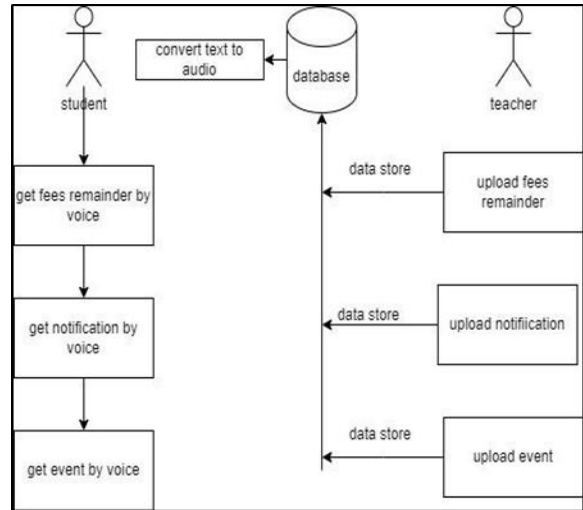 convert text to
audio
database
student
teacher
get fees remainder by
voice
data store
upload fees
remainder
get notification by
voice
data store
upload notifiication
get event by voice
data store
upload event